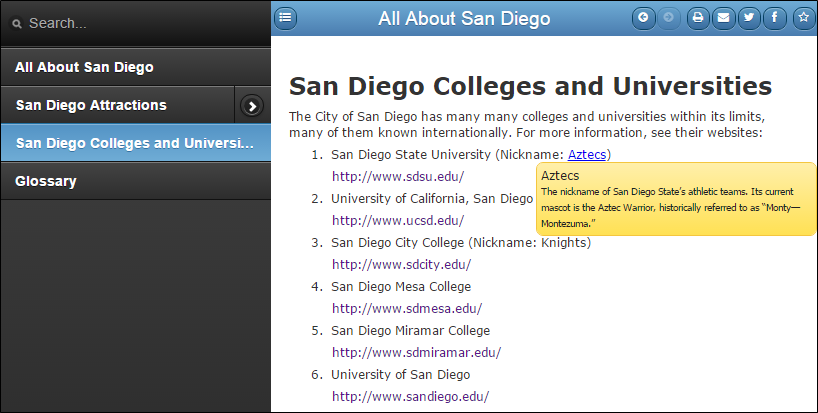 Search...
All About San Diego
San Diego Attractions
San Diego Colleges and Universi...
Glossary
All About San Diego
San Diego Colleges and Universities
The City of San Diego has many many colleges and universities within its limits,
many of them known internationally. For more information, see their websites:
1. San Diego State University (Nickname: Aztecs)
http://www.sdsu.edu/
Aztecs
The nickname of San Diego State's athletic teams. Its current
mascot is the Aztec Warrior, historically referred to as "Monty—
Montezuma."
2. University of California, San Diego
http://www.ucsd.edu/
3. San Diego City College (Nickname: Knights)
http://www.sdcity.edu/
4. San Diego Mesa College
http://www.sdmesa.edu/
5. San Diego Miramar College
http://www.sdmiramar.edu/
6. University of San Diego
http://www.sandiego.edu/